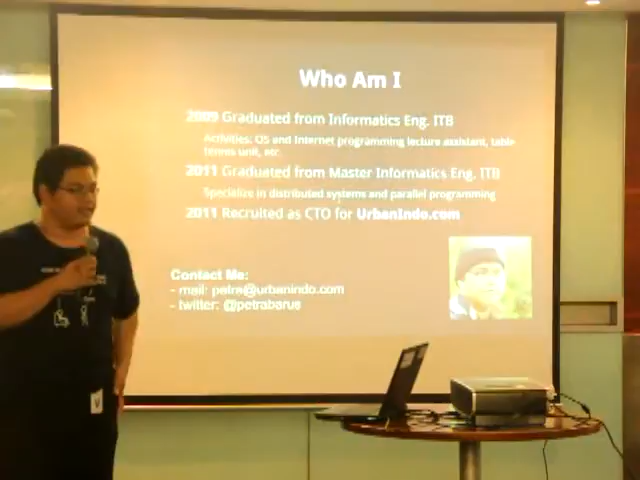 Who Am I
2009 Graduated from Informatics Eng. ITB
Activities: OS and Internet programming lecture assistant, table
tennis unit, etc.
2011 Graduated from Master Informatics Eng. ITB
Specialize in distributed systems and parallel programming
2011 Recruited as CTO for UrbanIndo.com
Contact Me:
- mail: petra@urbanindo.com
- twitter: @petrabarus